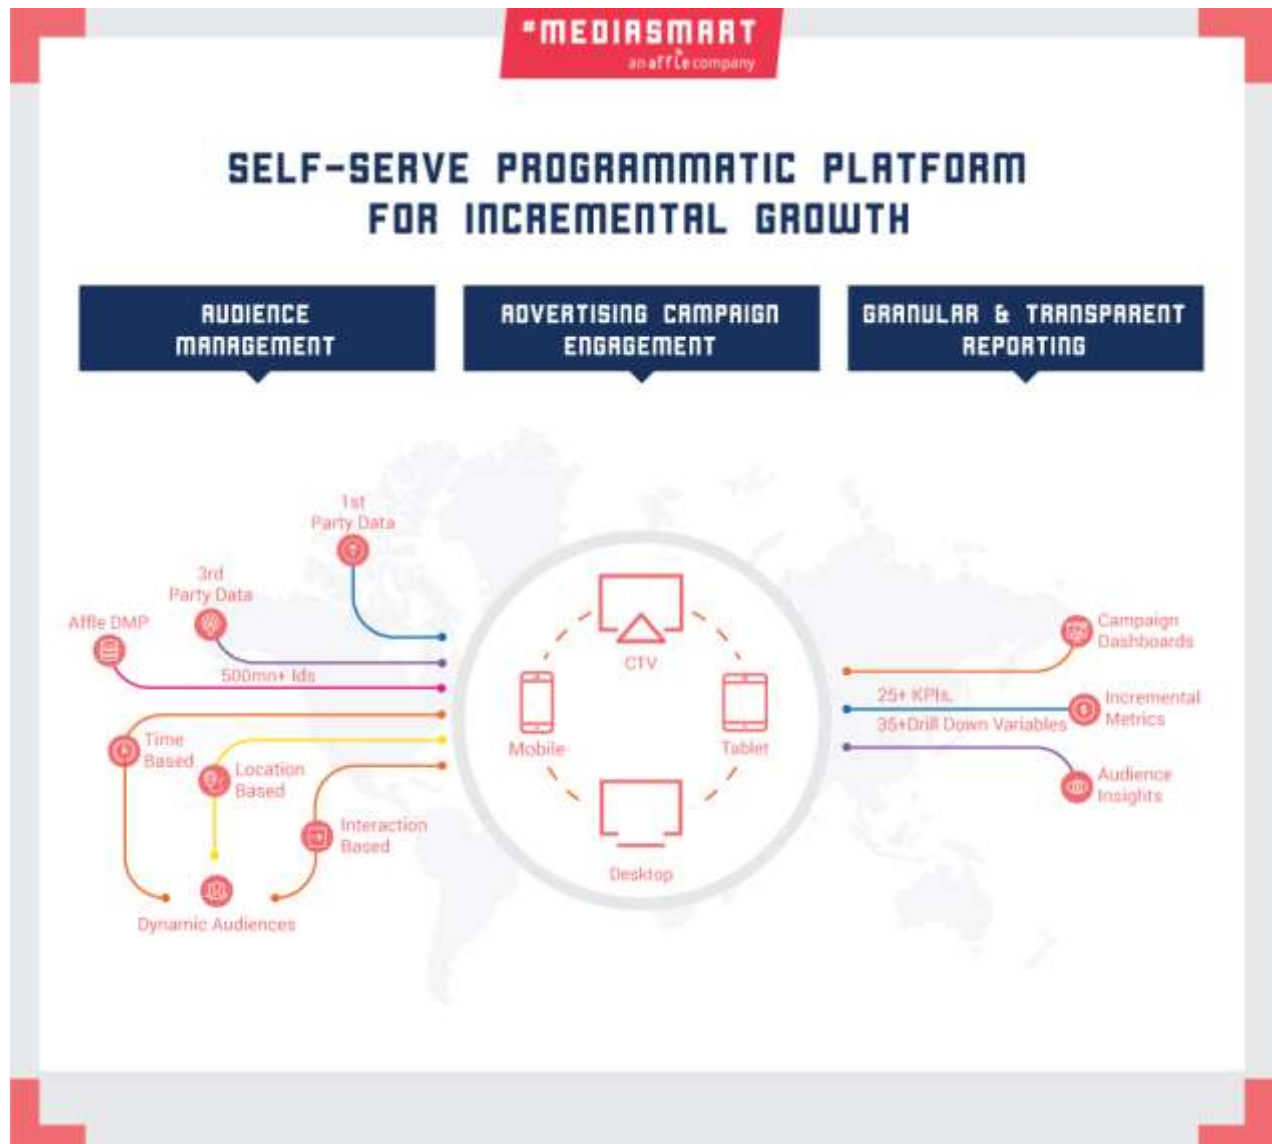 #MEDIASMART
an affle company
SELF-SERVE PROGRAMMATIC PLATFORM
FOR INCREMENTAL GROWTH
AUDIENCE
MANAGEMENT
ADVERTISING CAMPAIGN
ENGAGEMENT
GRANULAR & TRANSPARENT
REPORTING
1st
Party Data
3rd
Party Data
Affle DMP
500mn+ Ids
Time
Based
Location
Based
Interaction
Based
Dynamic Audiences
CTV
Mobile
Tablet
Desktop
Campaign
Dashboards
25+ KPIs.
35+Drill Down Variables
Incremental
Metrics
Audience
Insights